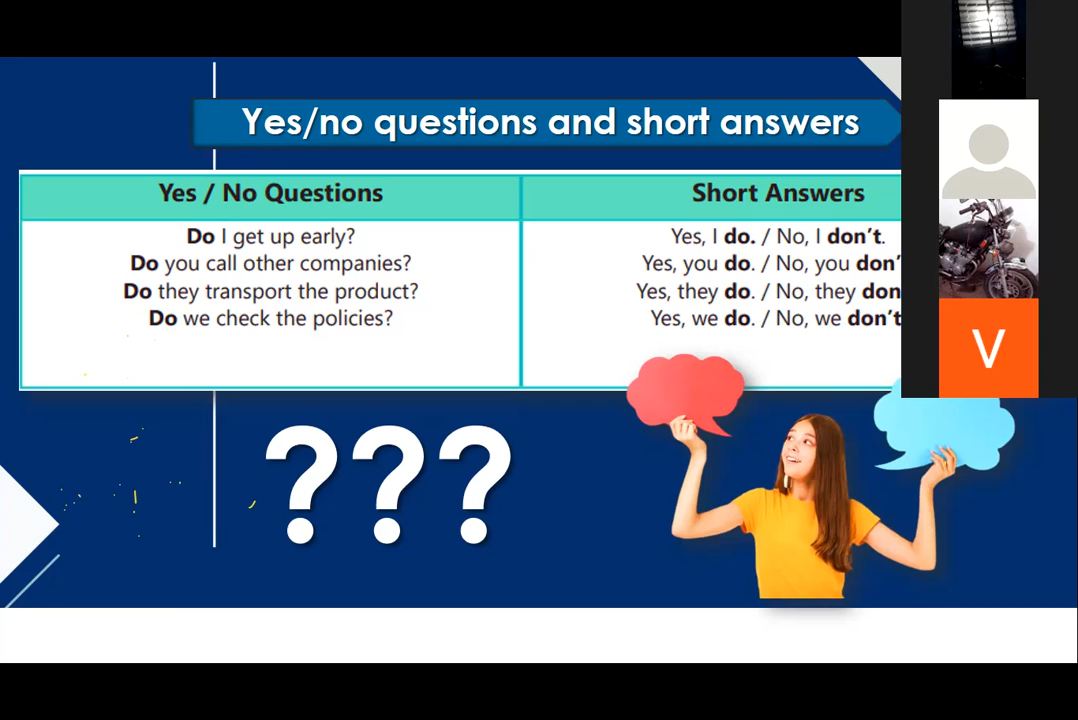 Yes/no questions and short answers
Yes / No Questions
Do I get up early?
Do you call other companies?
Do they transport the product?
Do we check the policies?
Short Answers
Yes, I do. / No, I don't.
Yes, you do. / No, you don'
Yes, they do. / No, they don
Yes, we do. / No, we don't
???
V